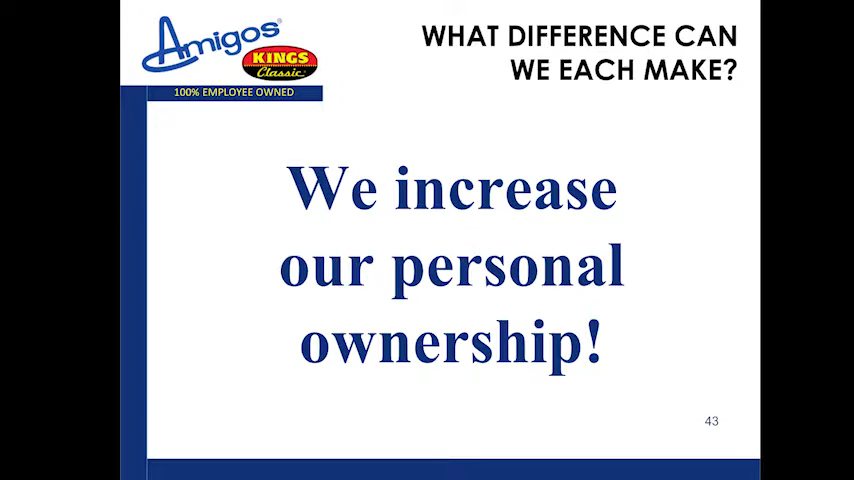 Amigos®
KINGS
Classic
100% EMPLOYEE OWNED
WHAT DIFFERENCE CAN
WE EACH MAKE?
We increase
our personal
ownership!
43